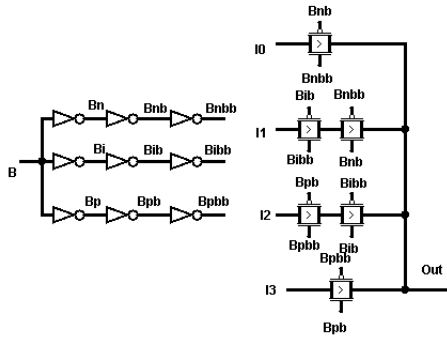 Bnb
I0
Bnbb
Bib Bnbb
I1
Bibb Bnb
Bn Bnb Bnbb
Bi Bib Bibb
B
Bp Bpb Bpbb
Bpb Bibb
I2
Bpbb Bib
Bpbb
Out
I3
Bpb